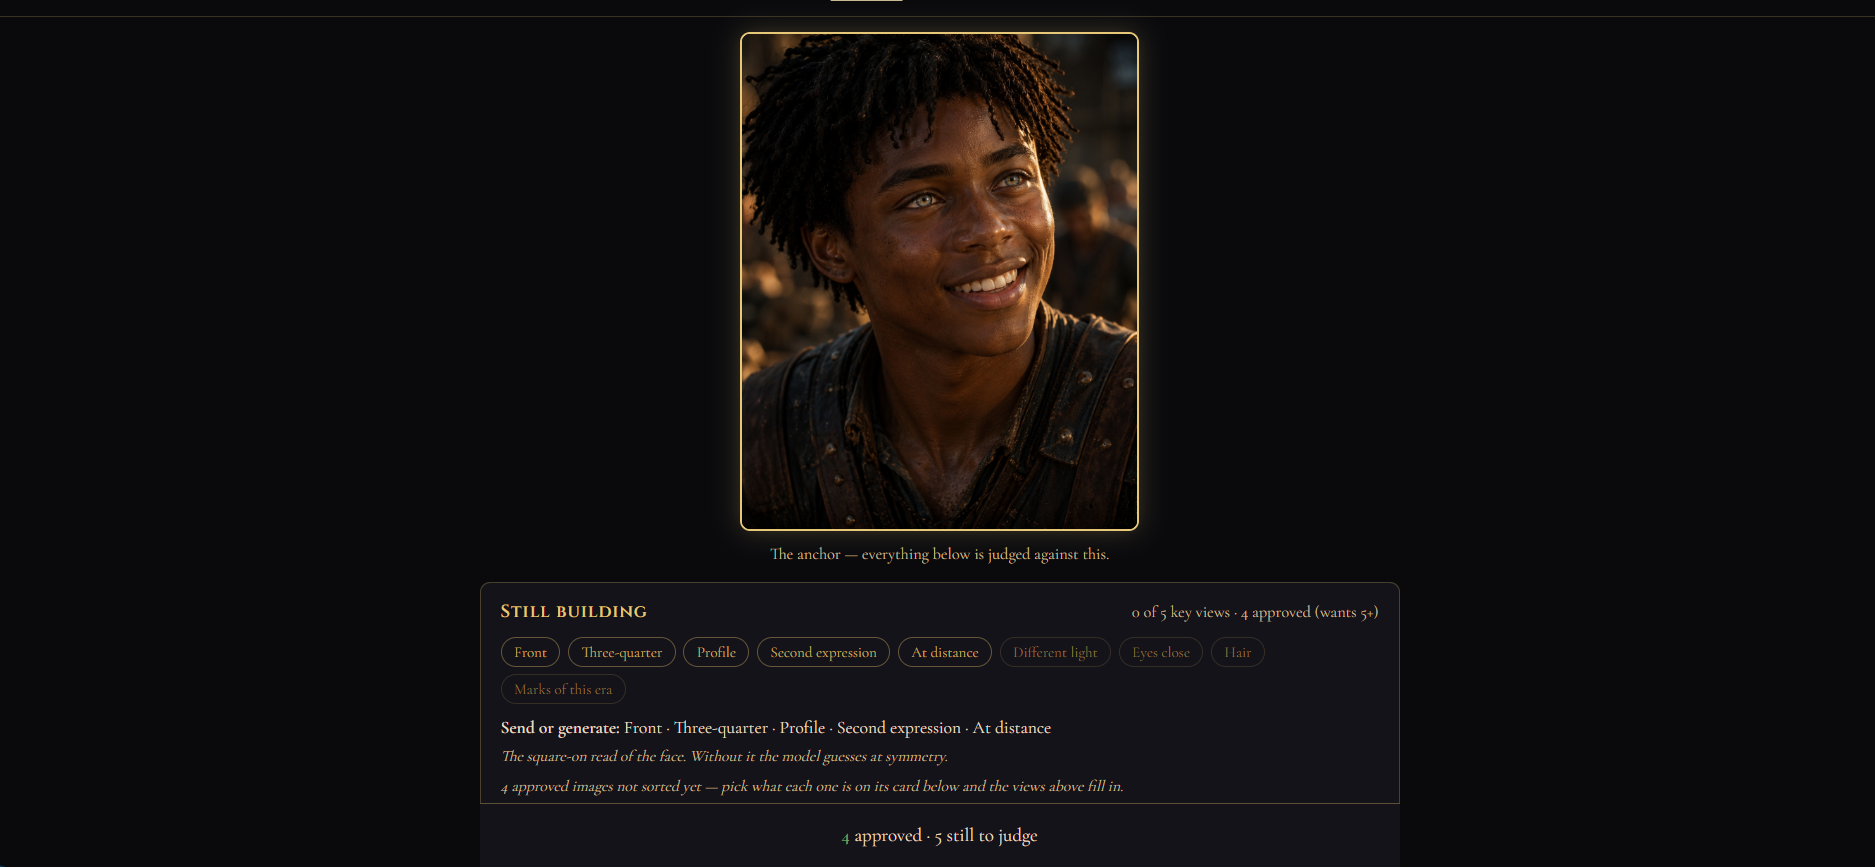 The anchor — everything below is judged against this.
STILL BUILDING
0 of 5 key views · 4 approved (wants 5+)
Front
Three-quarter
Profile
Second expression
At distance
Different light
Eyes close
Hair
Marks of this era
Send or generate: Front · Three-quarter · Profile · Second expression · At distance
The square-on read of the face. Without it the model guesses at symmetry.
4 approved images not sorted yet — pick what each one is on its card below and the views above fill in.
4 approved · 5 still to judge